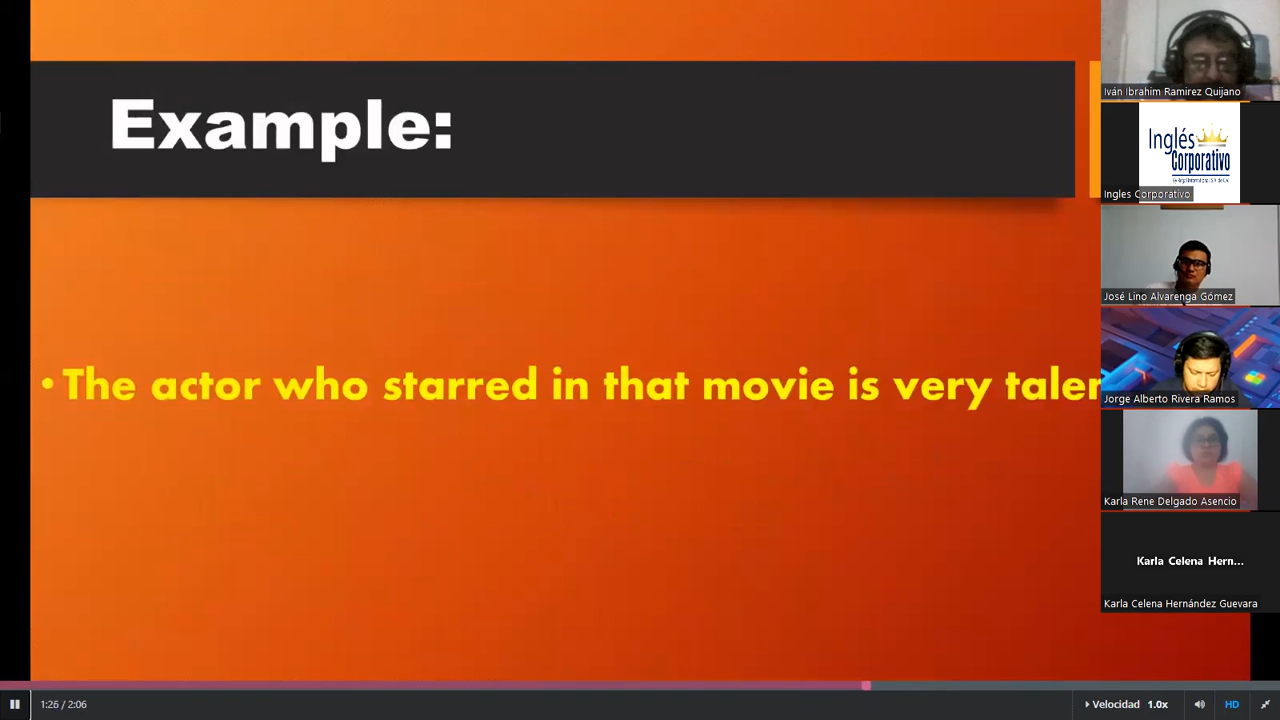 Example:
• The actor who starred in that movie is very talen
Iván Ibrahim Ramirez Quijano
Inglés
Corporativo
Ingles Corporativo
José Lino Alvarenga Gómez
Jorge Alberto Rivera Ramos
Karla Rene Delgado Asencio
Karla Celena Hern...
Karla Celena Hernández Guevara
1:26 / 2:06
Velocidad 1.0x
HD